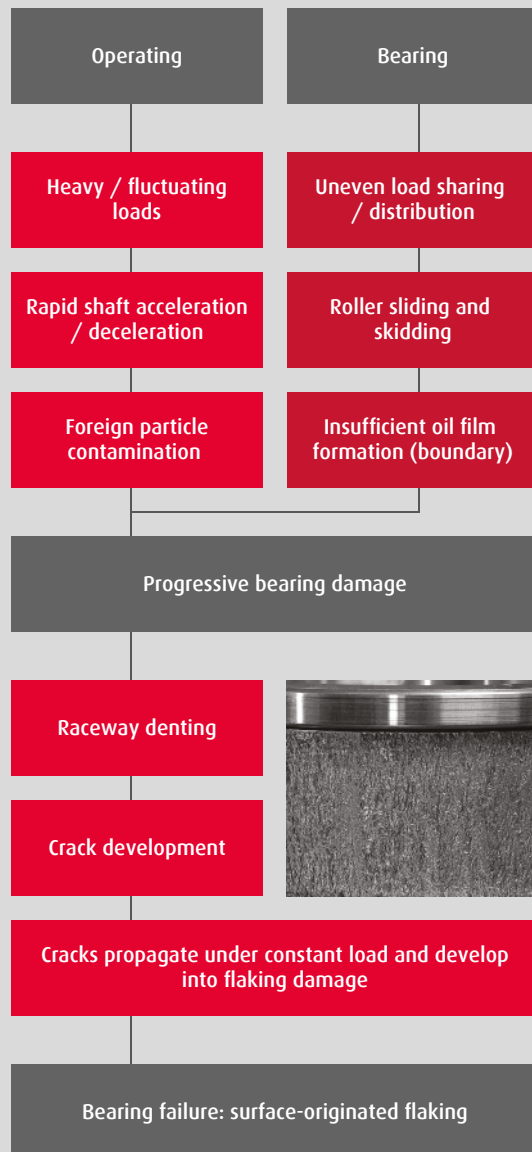 Operating
Bearing
Heavy / fluctuating
loads
Uneven load sharing
/ distribution
Rapid shaft acceleration
/ deceleration
Roller sliding and
skidding
Foreign particle
contamination
Insufficient oil film
formation (boundary)
Progressive bearing damage
Raceway denting
Crack development
Cracks propagate under constant load and develop
into flaking damage
Bearing failure: surface-originated flaking